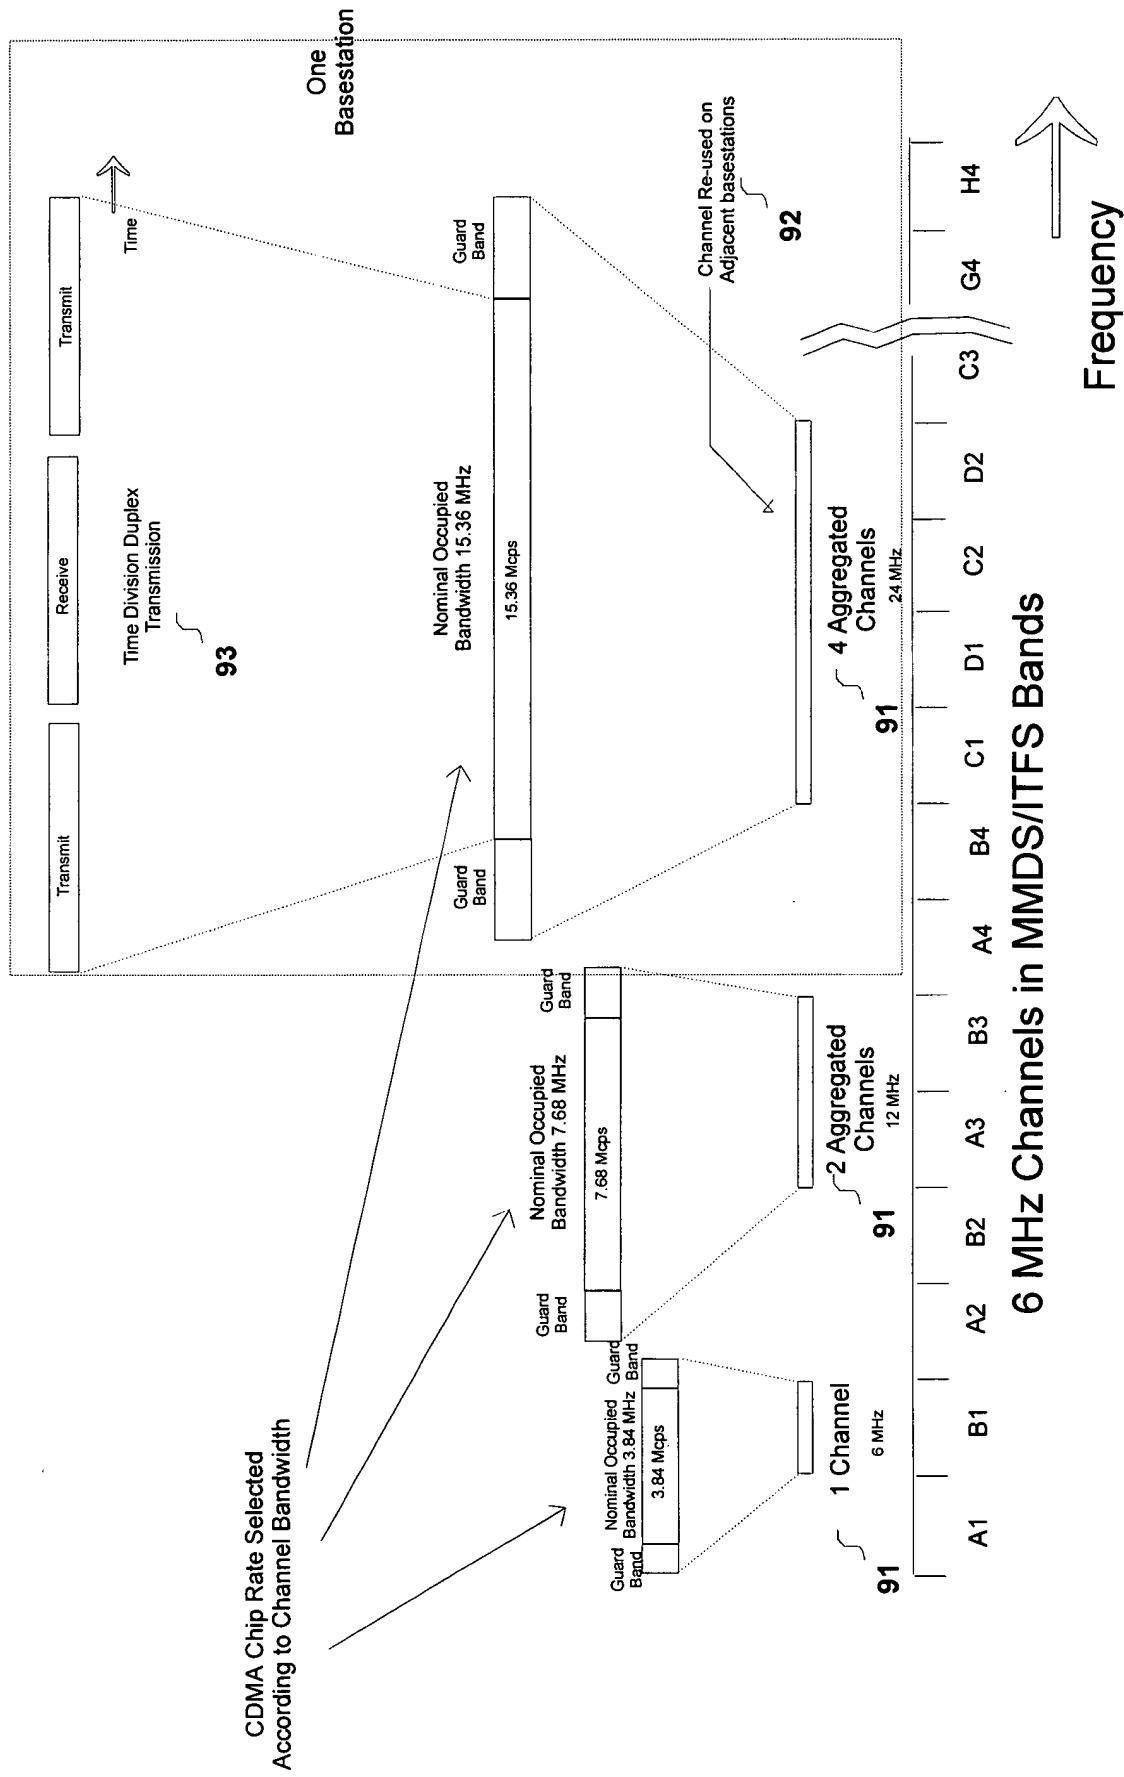 One
Basestation
Transmit
Receive
Transmit
Time
Time Division Duplex
Transmission
93
CDMA Chip Rate Selected
According to Channel Bandwidth
Nominal Occupied
Bandwidth 15.36 MHz
Guard
Band
15.36 Mcps
Guard
Band
Nominal Occupied
Bandwidth 7.68 MHz
Guard
Band
7.68 Mcps
Guard
Band
Nominal Occupied
Bandwidth 3.84 MHz
Guard
Band
3.84 Mcps
Guard
Band
Channel Re-used on
Adjacent basestations
92
1 Channel
6 MHz
91
2 Aggregated
Channels
12 MHz
91
4 Aggregated
Channels
24 MHz
91
A1 B1 A2 B2 A3 B3 A4 B4 C1 D1 C2 D2 C3 G4 H4
6 MHz Channels in MMDS/ITFS Bands
Frequency